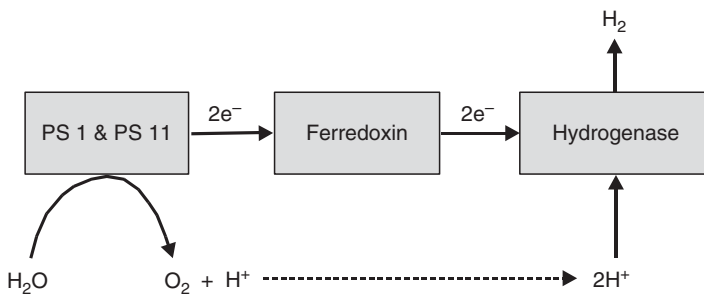 H₂
PS 1 & PS 11
2e⁻
Ferredoxin
2e⁻
Hydrogenase
H₂O
O₂ + H⁺
2H⁺